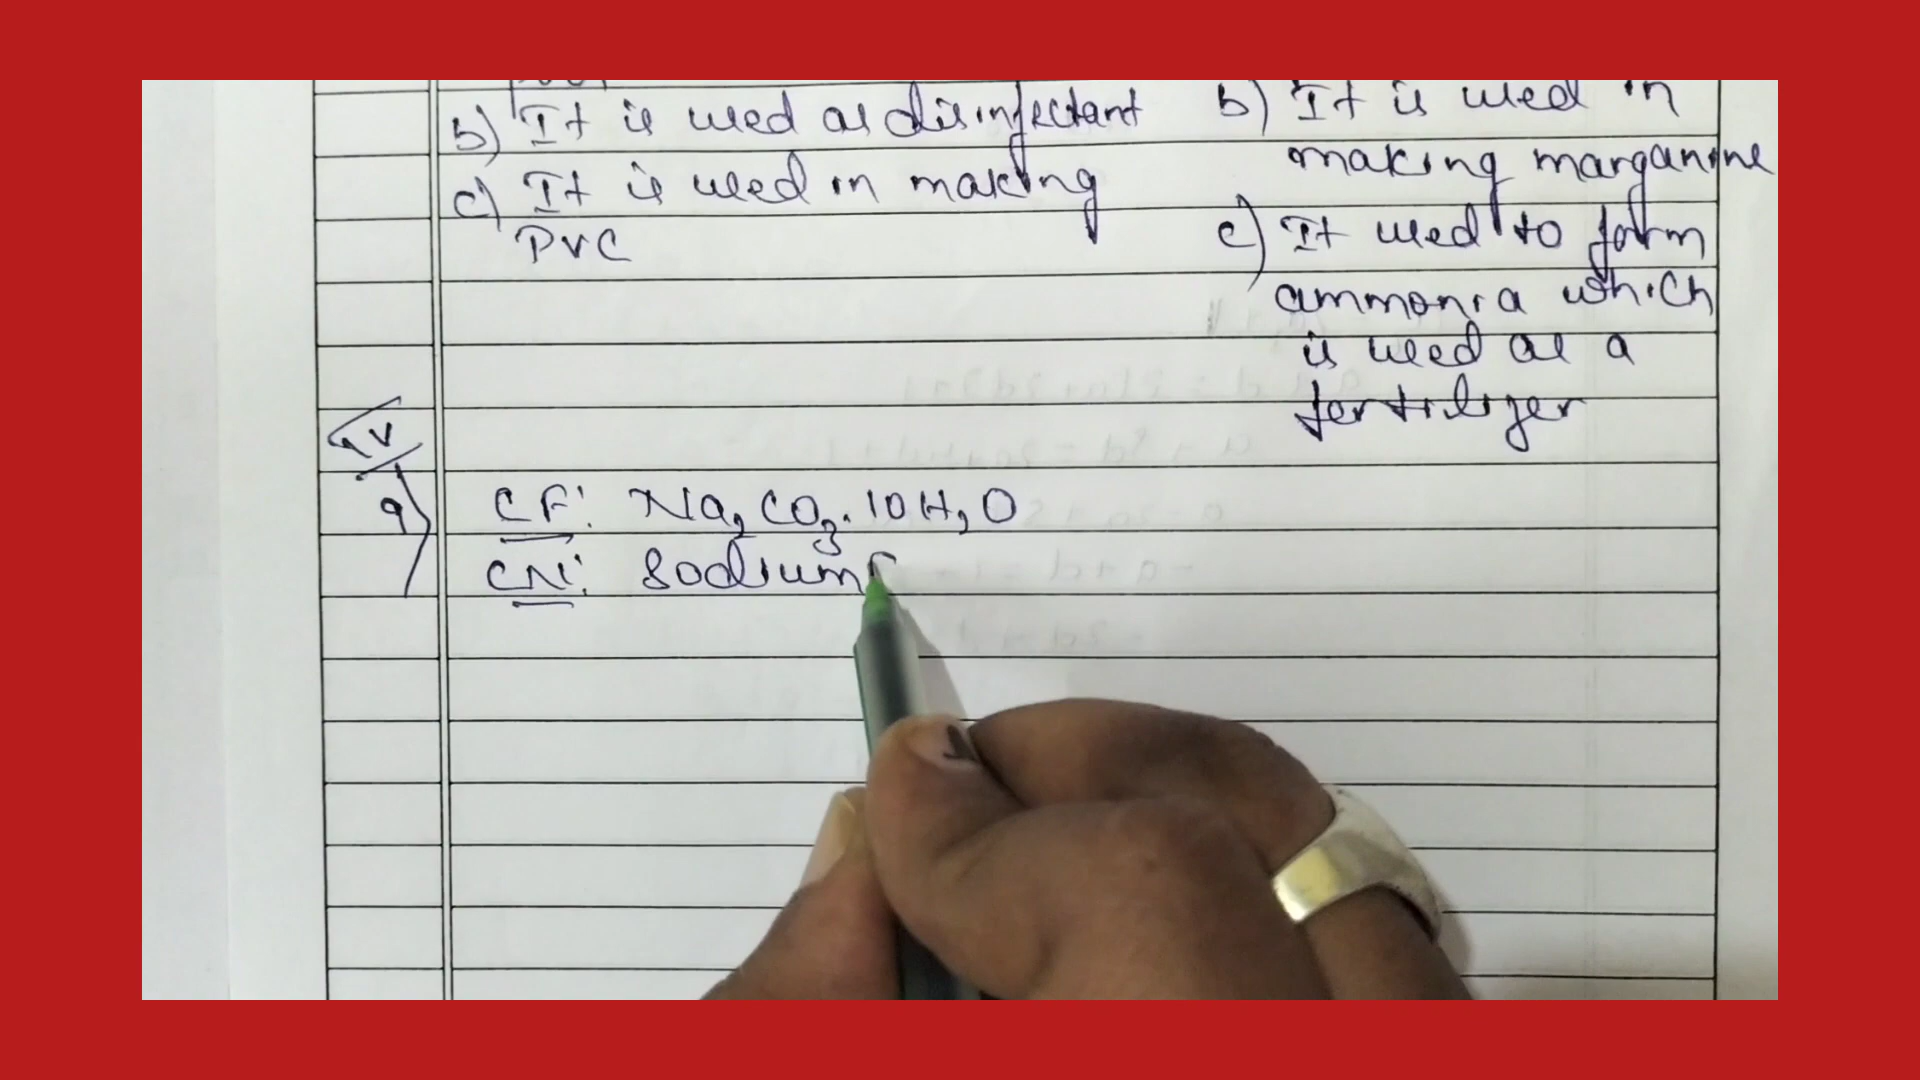 b) It is used as disinfectant
c) It is used in making
PVC
b) It is used in
making marganine
c) It used to form
ammonia which
is used as a
fertilizer
IV
9) CF: Na2CO3.10H2O
CN: Sodium